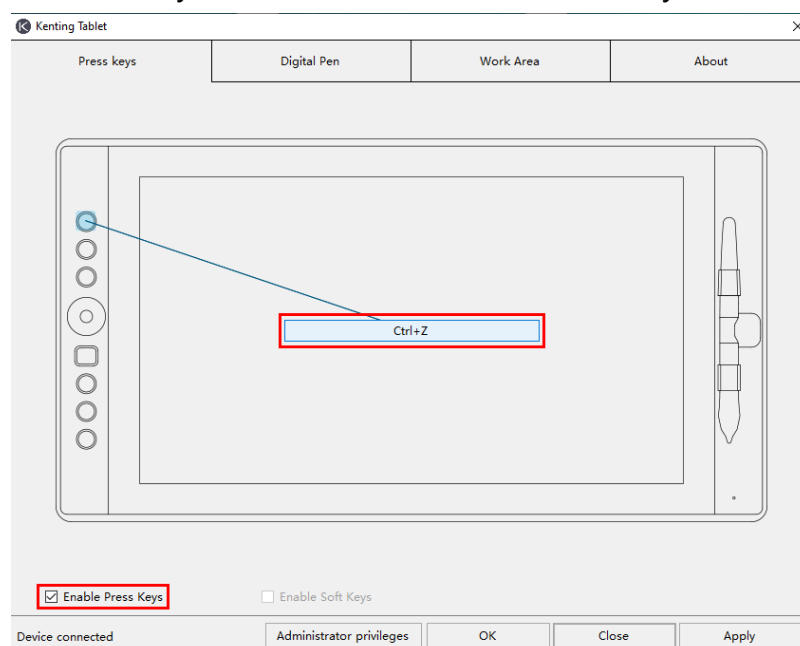 Kenting Tablet
Press keys Digital Pen Work Area About
Ctrl+Z
Enable Press Keys Enable Soft Keys
Device connected Administrator privileges OK Close Apply